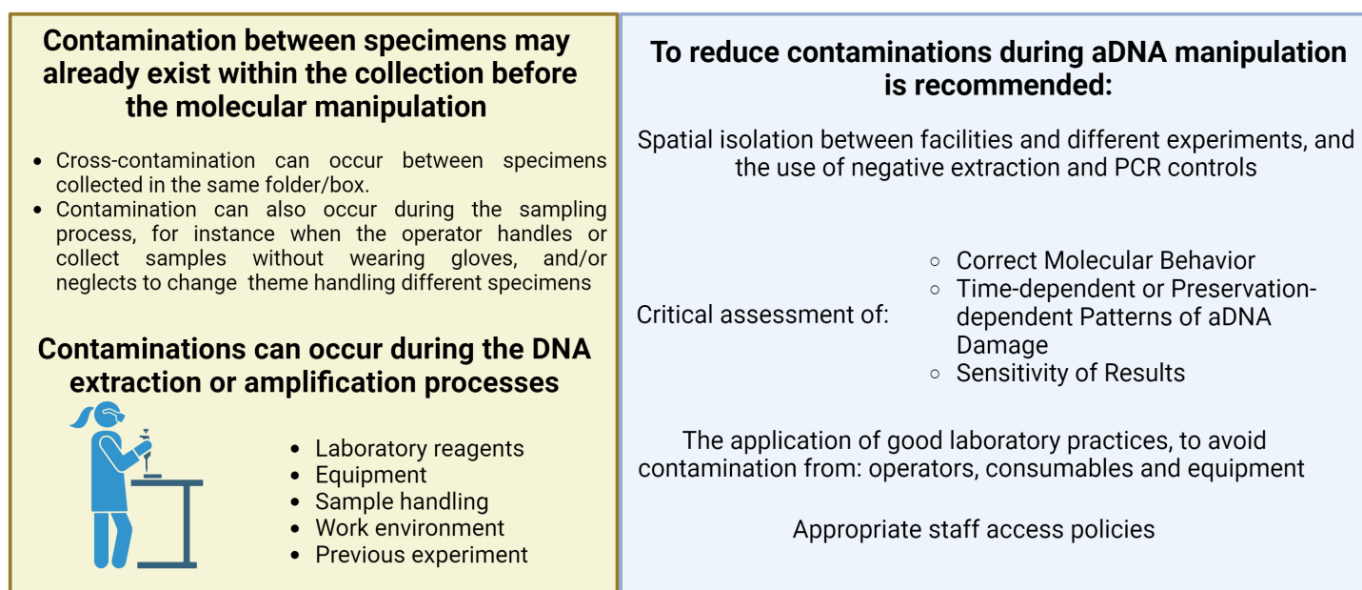 Contamination between specimens may
already exist within the collection before
the molecular manipulation
• Cross-contamination can occur between specimens
collected in the same folder/box.
• Contamination can also occur during the sampling
process, for instance when the operator handles or
collect samples without wearing gloves, and/or
neglects to change theme handling different specimens
Contaminations can occur during the DNA
extraction or amplification processes
• Laboratory reagents
• Equipment
• Sample handling
• Work environment
• Previous experiment
To reduce contaminations during aDNA manipulation
is recommended:
Spatial isolation between facilities and different experiments, and
the use of negative extraction and PCR controls
Critical assessment of:
○ Correct Molecular Behavior
○ Time-dependent or Preservation-
dependent Patterns of aDNA
Damage
○ Sensitivity of Results
The application of good laboratory practices, to avoid
contamination from: operators, consumables and equipment
Appropriate staff access policies